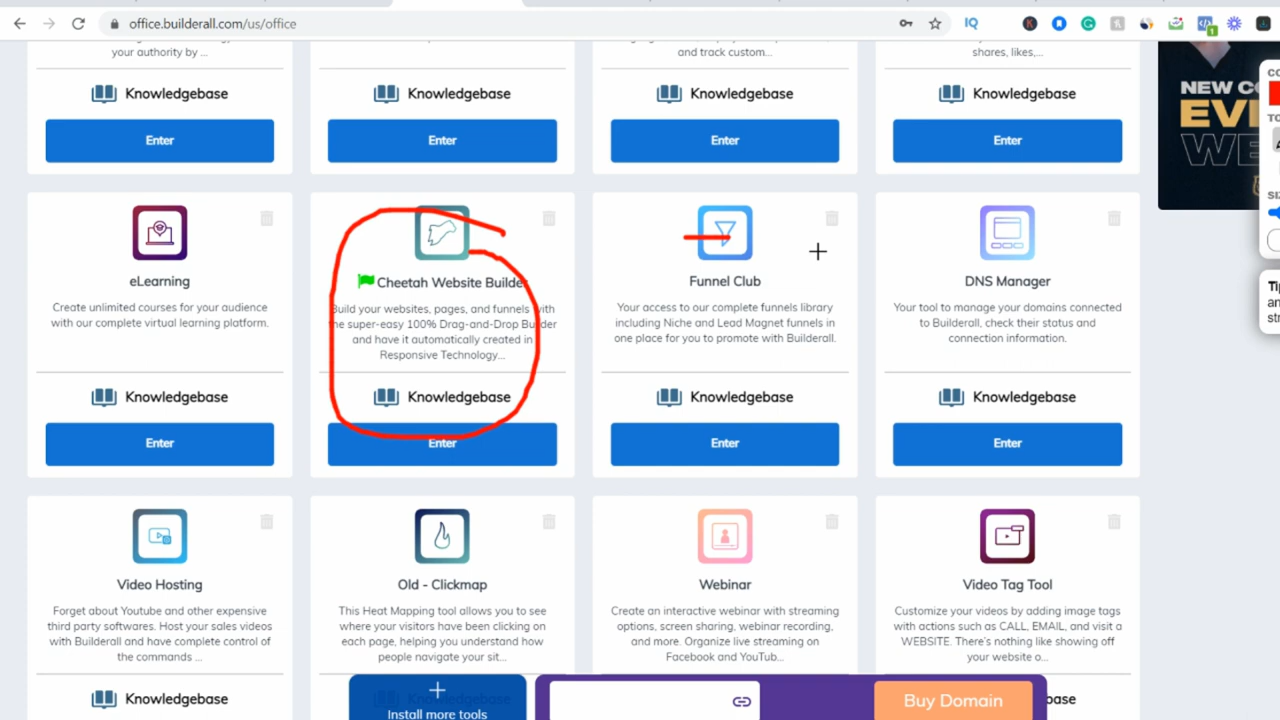 office.builderall.com/us/office
IQ
your authority by ...
and track custom...
shares, likes,...
Knowledgebase
Knowledgebase
Knowledgebase
Knowledgebase
Enter
Enter
Enter
Enter
NEW CO
EVE
WE
TO
SIZ
eLearning
Create unlimited courses for your audience
with our complete virtual learning platform.
Knowledgebase
Enter
Cheetah Website Builder
Build your websites, pages, and funnels with
the super-easy 100% Drag-and-Drop Builder
and have it automatically created in
Responsive Technology...
Knowledgebase
Enter
Funnel Club
Your access to our complete funnels library
including Niche and Lead Magnet funnels in
one place for you to promote with Builderall.
Knowledgebase
Enter
DNS Manager
Your tool to manage your domains connected
to Builderall, check their status and
connection information.
Knowledgebase
Enter
Tip
an
str
Video Hosting
Forget about Youtube and other expensive
third party softwares. Host your sales videos
with Builderall and have complete control of
the commands ...
Knowledgebase
Old - Clickmap
This Heat Mapping tool allows you to see
where your visitors have been clicking on
each page, helping you understand how
people navigate your sit...
Knowledgebase
Webinar
Create an interactive webinar with streaming
options, screen sharing, webinar recording,
and more. Organize live streaming on
Facebook and YouTub...
Video Tag Tool
Customize your videos by adding image tags
with actions such as CALL, EMAIL, and visit a
WEBSITE. There's nothing like showing off
your website o...
base
Install more tools
Buy Domain